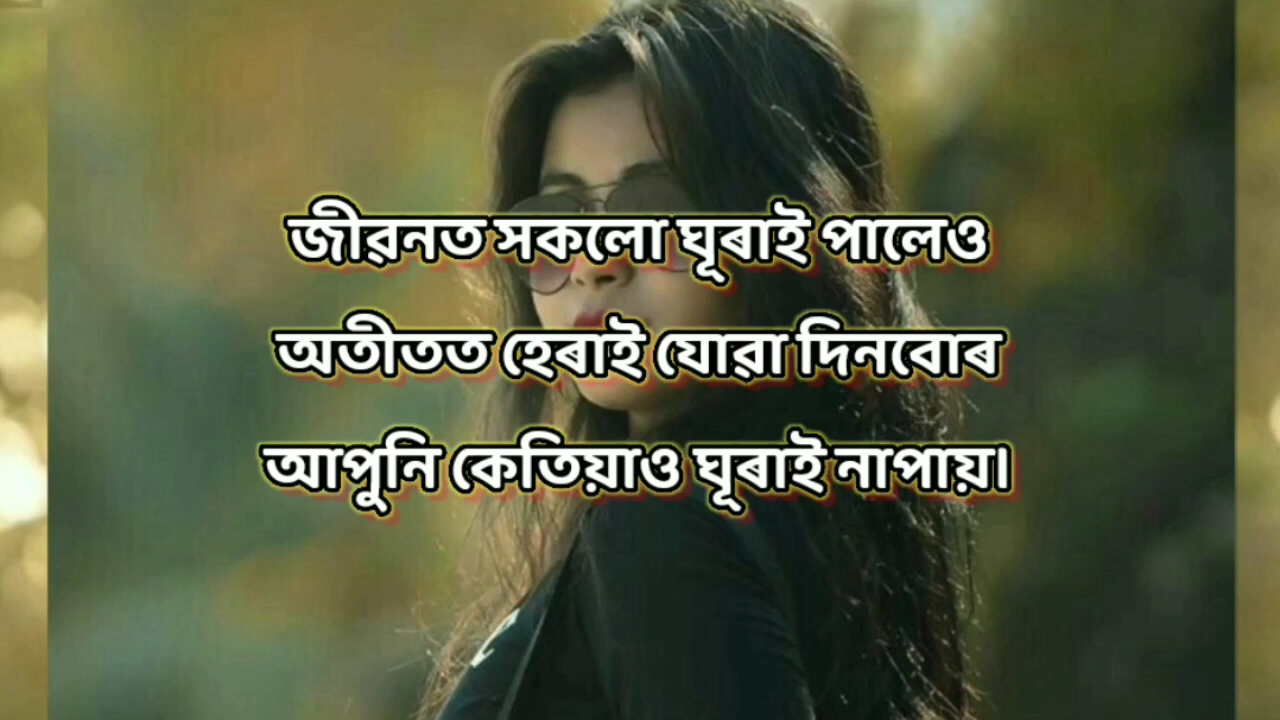 জীৱনত সকলো ঘূৰাই পালেও
অতীতত হেৰাই যোৱা দিনবোৰ
আপুনি কেতিয়াও ঘূৰাই নাপায়।